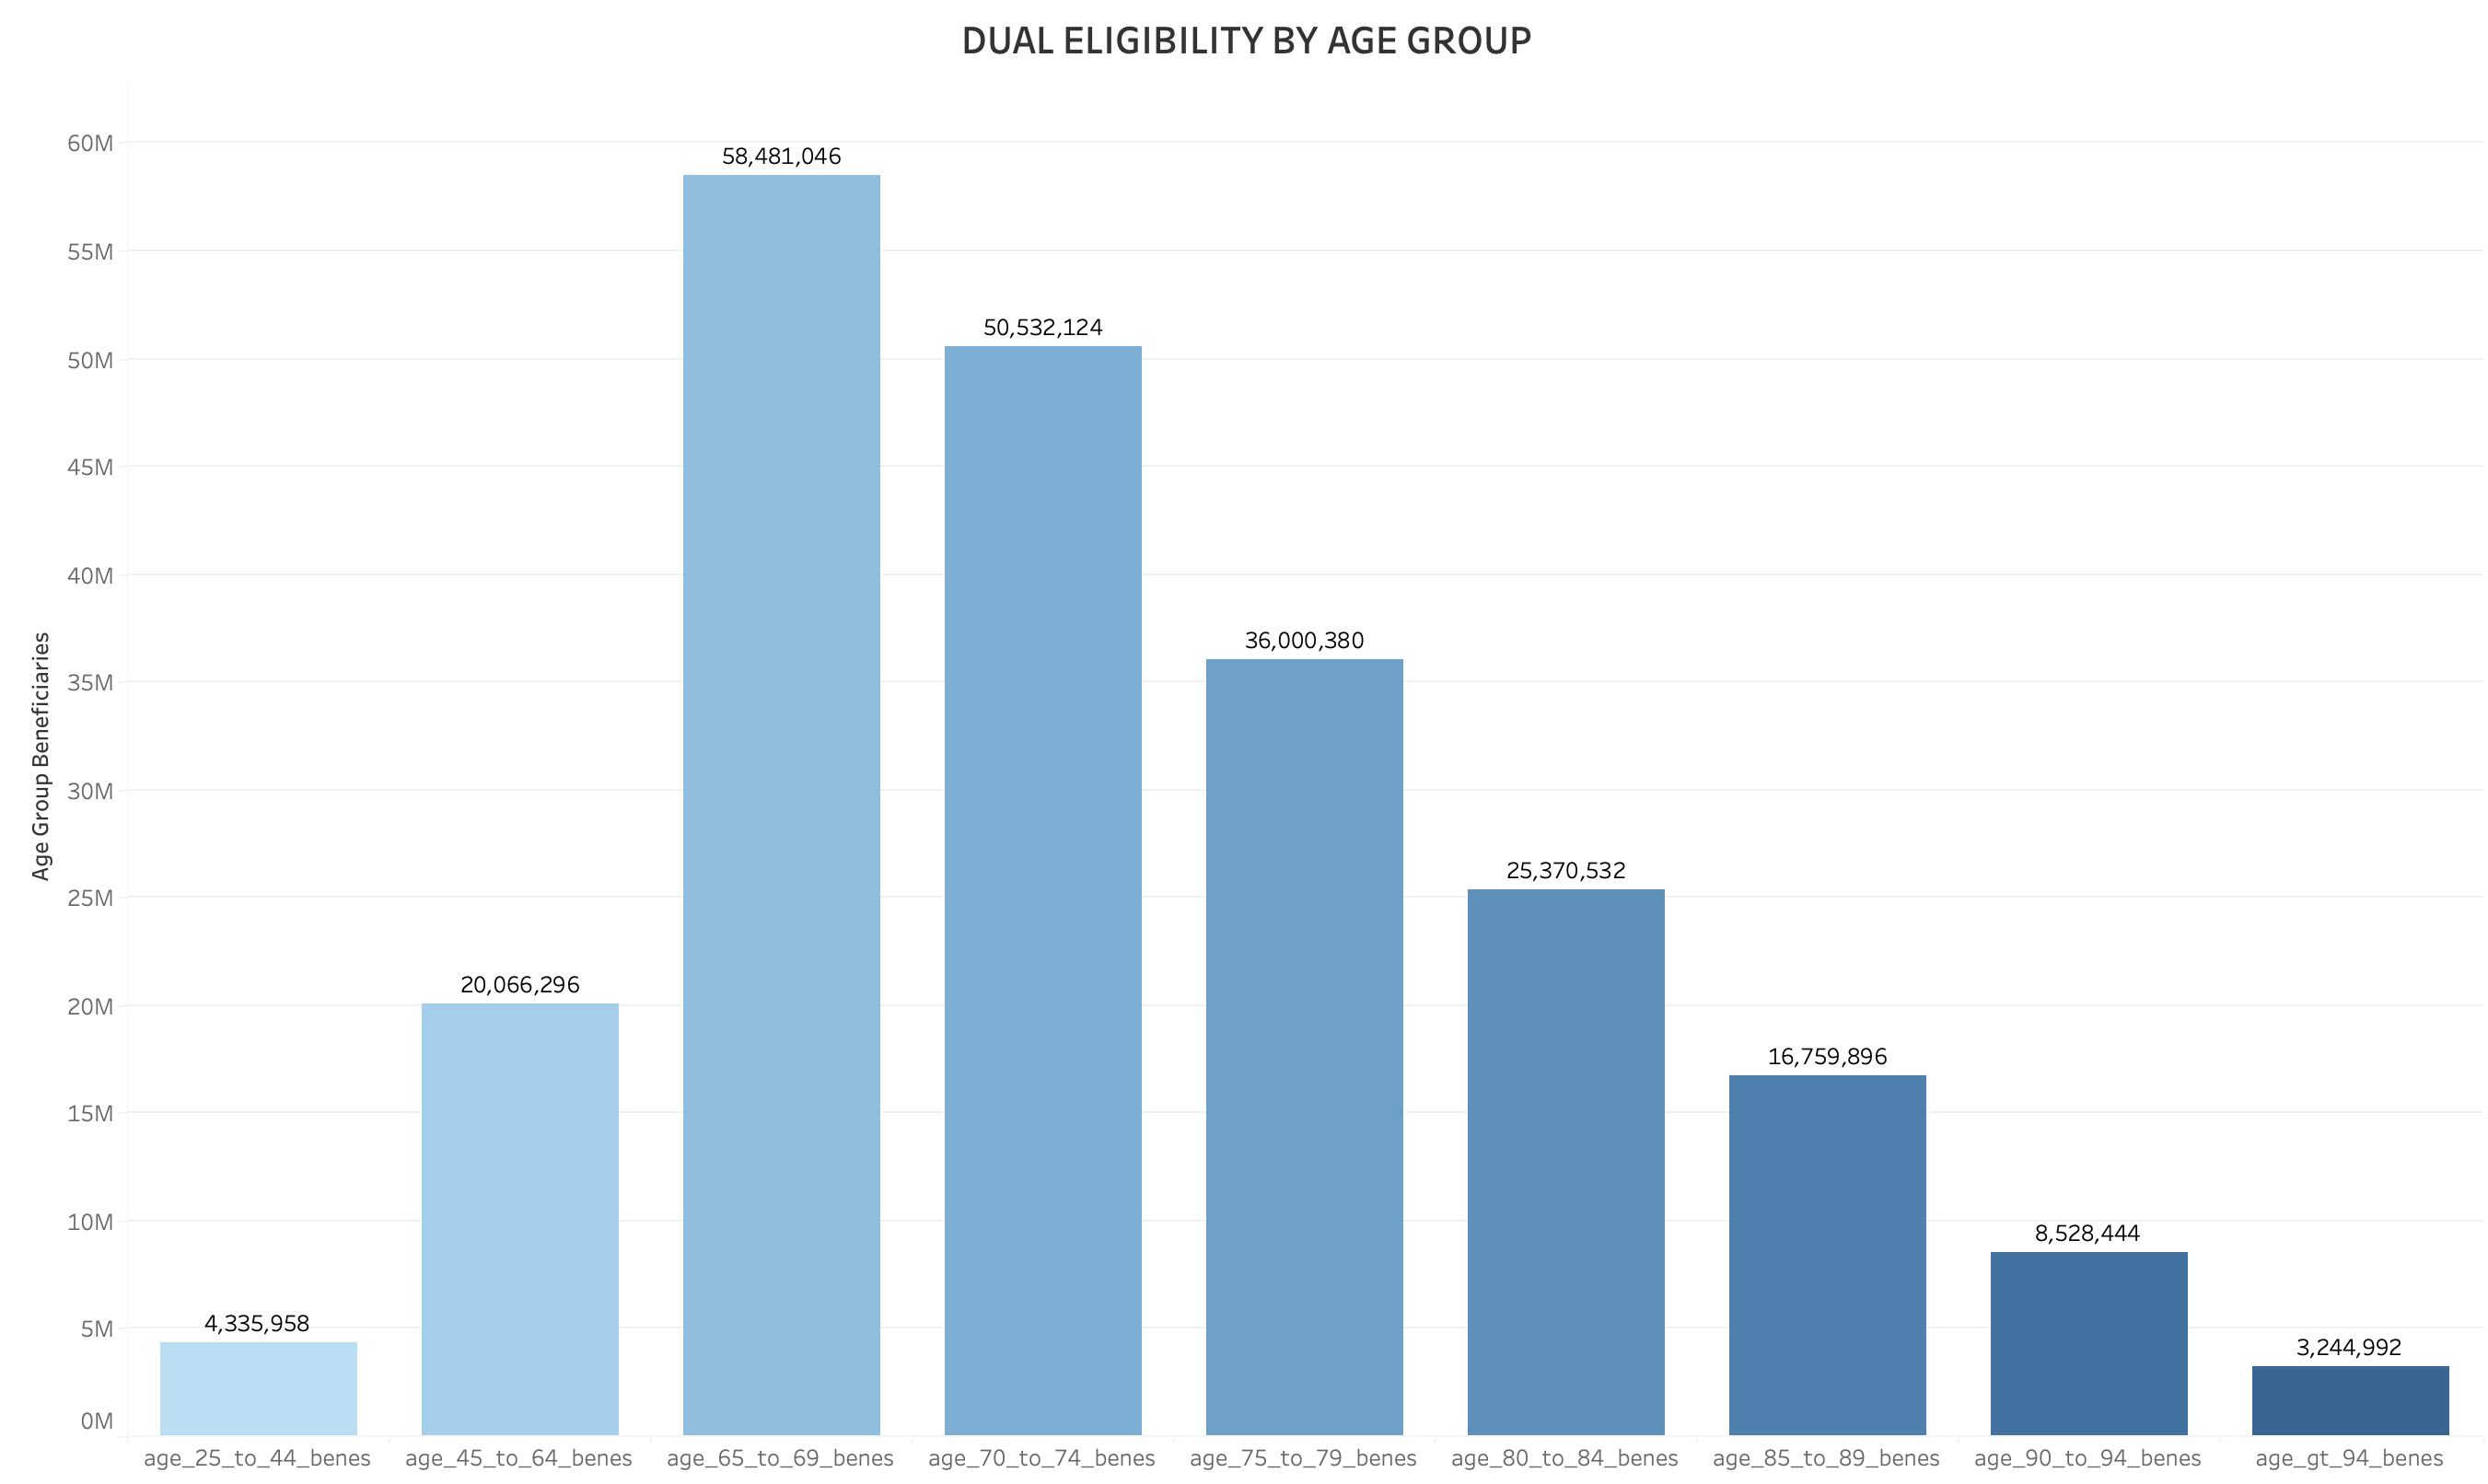 DUAL ELIGIBILITY BY AGE GROUP
Age Group Beneficiaries
60M
55M
50M
45M
40M
35M
30M
25M
20M
15M
10M
5M
0M
4,335,958
20,066,296
58,481,046
50,532,124
36,000,380
25,370,532
16,759,896
8,528,444
3,244,992
age_25_to_44_benes age_45_to_64_benes age_65_to_69_benes age_70_to_74_benes age_75_to_79_benes age_80_to_84_benes age_85_to_89_benes age_90_to_94_benes age_gt_94_benes